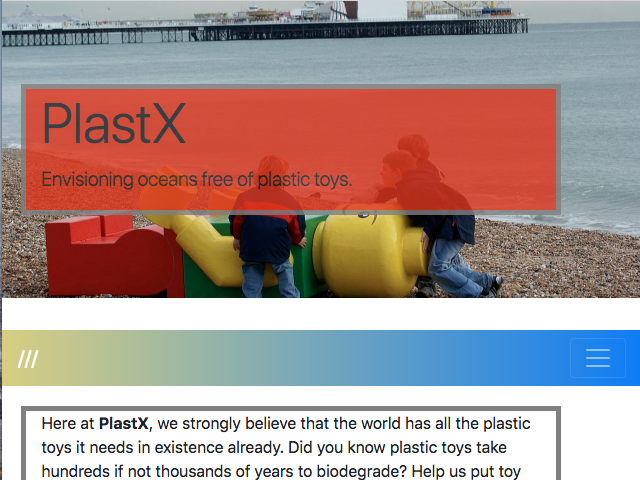 PlastX
Envisioning oceans free of plastic toys.
///
Here at PlastX, we strongly believe that the world has all the plastic
toys it needs in existence already. Did you know plastic toys take
hundreds if not thousands of years to biodegrade? Help us put toy